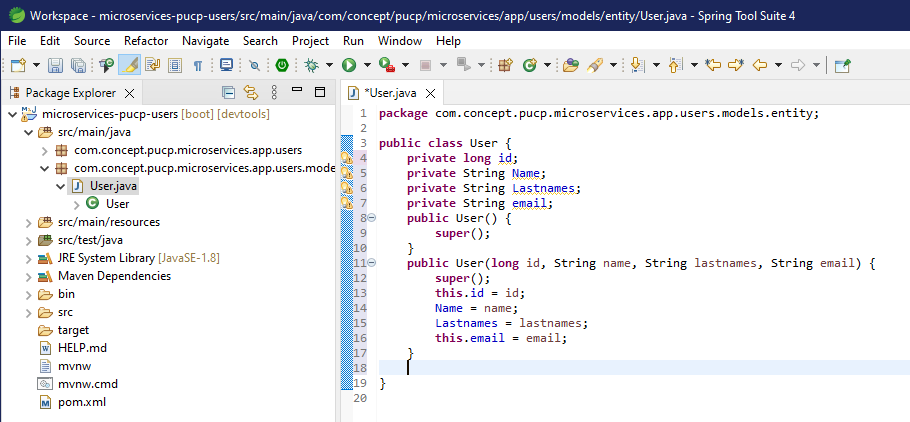 Workspace - microservices-pucp-users/src/main/java/com/concept/pucp/microservices/app/users/models/entity/User.java - Spring Tool Suite 4
File Edit Source Refactor Navigate Search Project Run Window Help
Package Explorer
microservices-pucp-users [boot] [devtools]
src/main/java
com.concept.pucp.microservices.app.users
com.concept.pucp.microservices.app.users.mode
User.java
User
src/main/resources
src/test/java
JRE System Library [JavaSE-1.8]
Maven Dependencies
bin
src
target
HELP.md
mvnw
mvnw.cmd
pom.xml
*User.java
1 package com.concept.pucp.microservices.app.users.models.entity;
2
3 public class User {
4 private long id;
5 private String Name;
6 private String Lastnames;
7 private String email;
8 public User() {
9 super();
10 }
11 public User(long id, String name, String lastnames, String email) {
12 super();
13 this.id = id;
14 Name = name;
15 Lastnames = lastnames;
16 this.email = email;
17 }
18
19 }
20